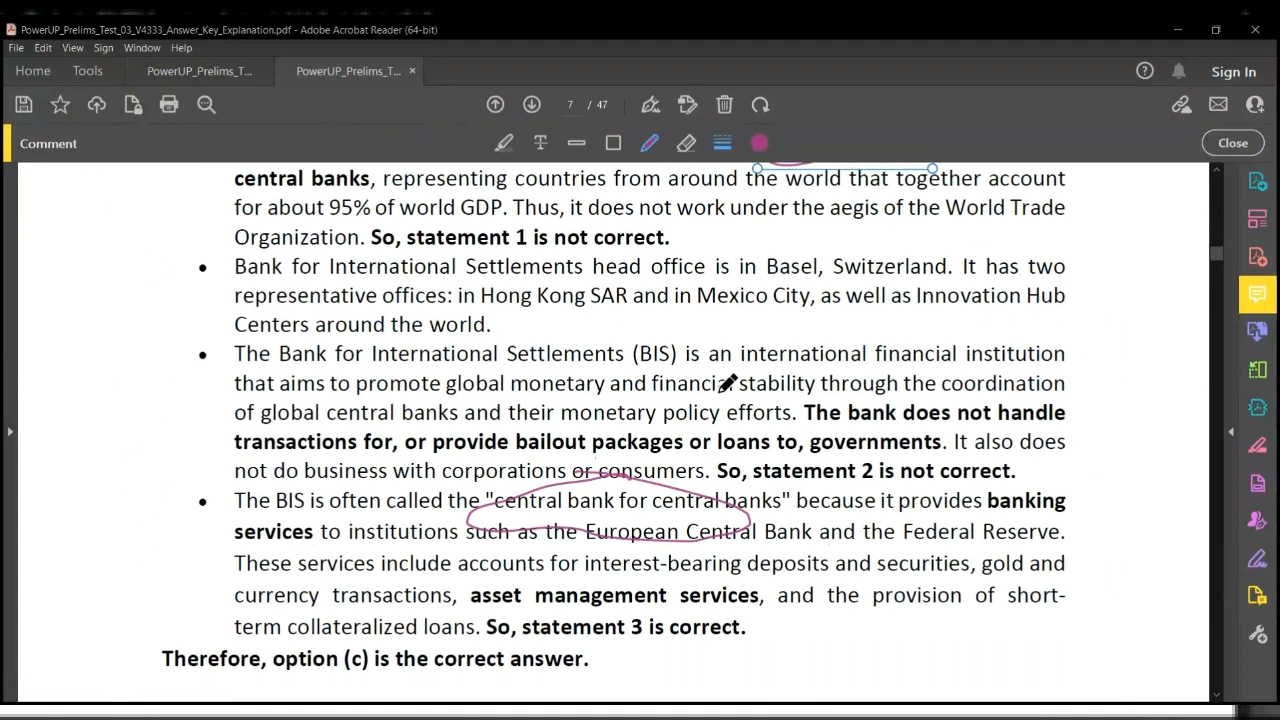 PowerUP_Prelims_Test_03_V4333_Answer_Key_Explanation.pdf - Adobe Acrobat Reader (64-bit)
File Edit View Sign Window Help
Home Tools PowerUP_Prelims_T... PowerUP_Prelims_T... × Sign In
7 / 47
Comment Close
central banks, representing countries from around the world that together account
for about 95% of world GDP. Thus, it does not work under the aegis of the World Trade
Organization. So, statement 1 is not correct.
• Bank for International Settlements head office is in Basel, Switzerland. It has two
representative offices: in Hong Kong SAR and in Mexico City, as well as Innovation Hub
Centers around the world.
• The Bank for International Settlements (BIS) is an international financial institution
that aims to promote global monetary and financial stability through the coordination
of global central banks and their monetary policy efforts. The bank does not handle
transactions for, or provide bailout packages or loans to, governments. It also does
not do business with corporations or consumers. So, statement 2 is not correct.
• The BIS is often called the "central bank for central banks" because it provides banking
services to institutions such as the European Central Bank and the Federal Reserve.
These services include accounts for interest-bearing deposits and securities, gold and
currency transactions, asset management services, and the provision of short-
term collateralized loans. So, statement 3 is correct.
Therefore, option (c) is the correct answer.